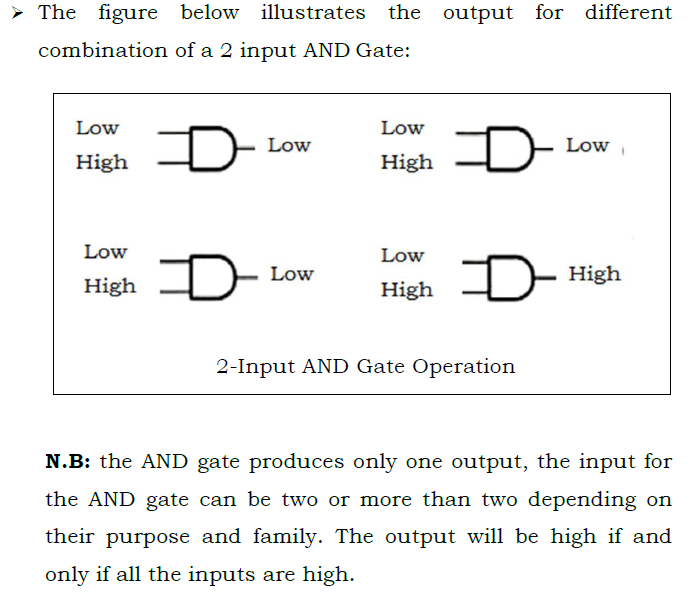 ➢ The figure below illustrates the output for different
combination of a 2 input AND Gate:
Low
High
Low
Low
High
Low
Low
High
Low
Low
High
High
2-Input AND Gate Operation
N.B: the AND gate produces only one output, the input for
the AND gate can be two or more than two depending on
their purpose and family. The output will be high if and
only if all the inputs are high.